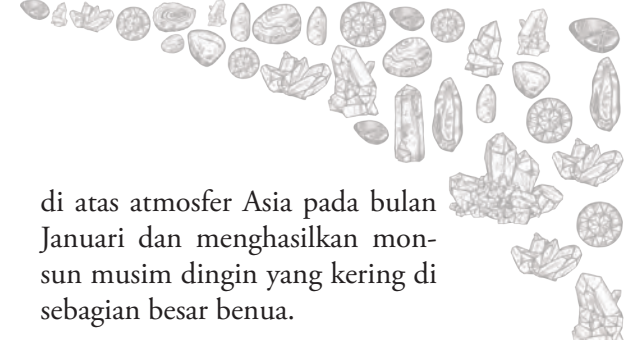 di atas atmosfer Asia pada bulan
Januari dan menghasilkan mon-
sun musim dingin yang kering di
sebagian besar benua.